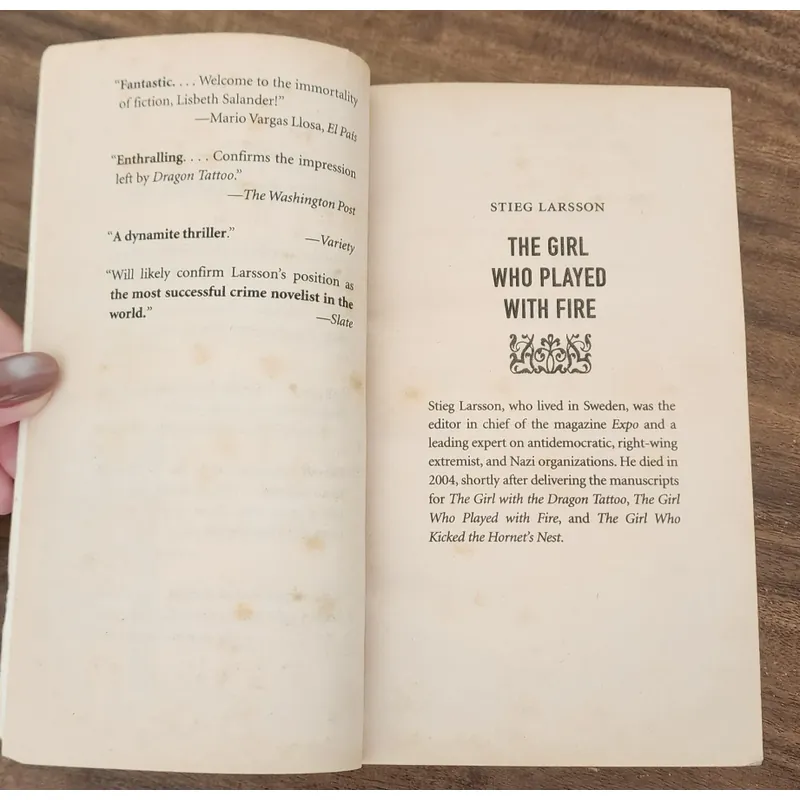 “Fantastic. . . . Welcome to the immortality
of fiction, Lisbeth Salander!”
—Mario Vargas Llosa, El País
“Enthralling. . . . Confirms the impression
left by Dragon Tattoo.”
—The Washington Post
“A dynamite thriller.”
—Variety
“Will likely confirm Larsson’s position as
the most successful crime novelist in the
world.”
—Slate
STIEG LARSSON
THE GIRL
WHO PLAYED
WITH FIRE
Stieg Larsson, who lived in Sweden, was the
editor in chief of the magazine Expo and a
leading expert on antidemocratic, right-wing
extremist, and Nazi organizations. He died in
2004, shortly after delivering the manuscripts
for The Girl with the Dragon Tattoo, The Girl
Who Played with Fire, and The Girl Who
Kicked the Hornet’s Nest.